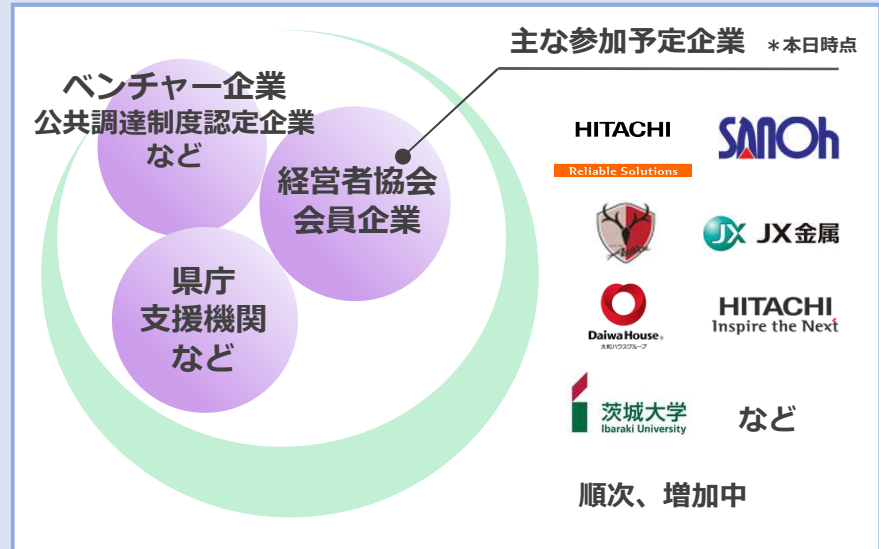 主な参加予定企業 *本日時点
ベンチャー企業
公共調達制度認定企業
など
経営者協会
会員企業
県庁
支援機関
など
HITACHI
Reliable Solutions
SANOh
Antlers
JX JX金属
Daiwa House®
大和ハウスグループ
HITACHI
Inspire the Next
茨城大学
Ibaraki University
など
順次、増加中